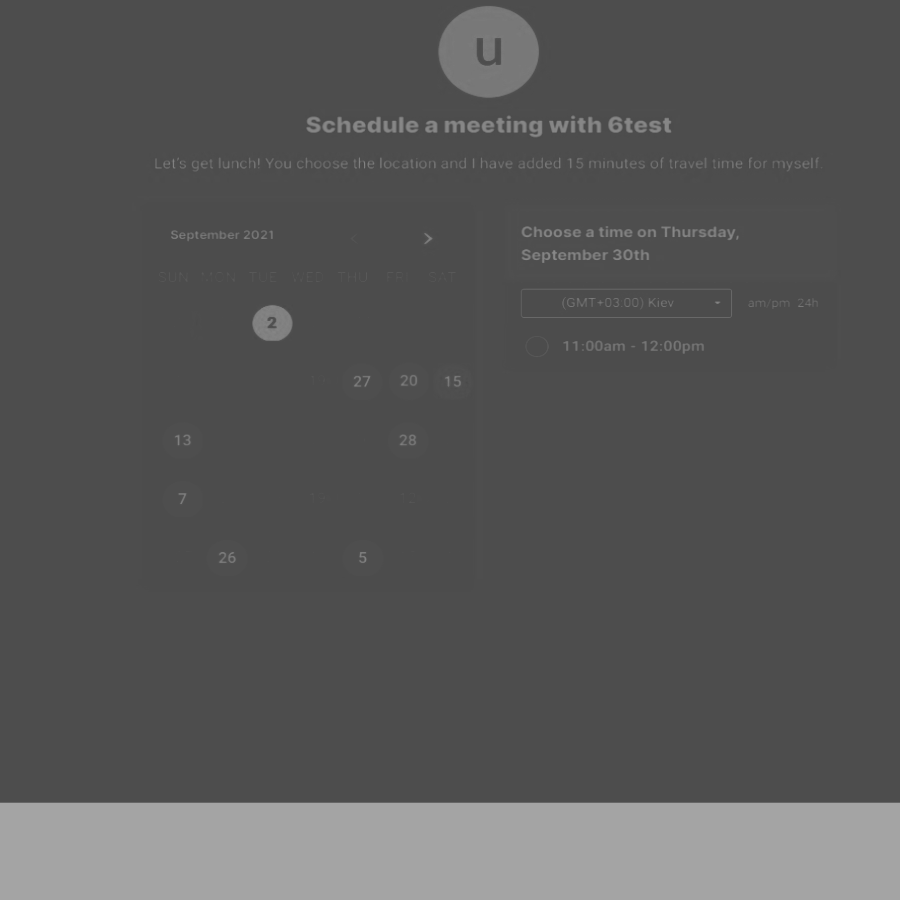 u
Schedule a meeting with 6test
Let's get lunch! You choose the location and I have added 15 minutes of travel time for myself.
September 2021
SUN MON TUE WED THU FRI SAT
2
27 20 15
13 28
7
26 5
Choose a time on Thursday,
September 30th
(GMT+03:00) Kiev
am/pm 24h
11:00am - 12:00pm